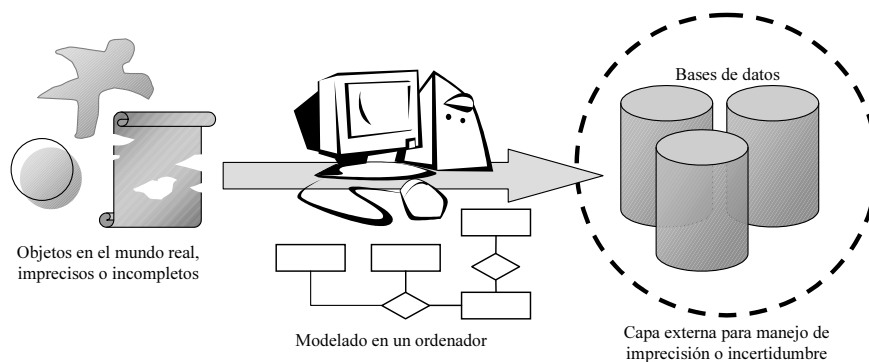 Objetos en el mundo real,
imprecisos o incompletos
Modelado en un ordenador
Bases de datos
Capa externa para manejo de
imprecisión o incertidumbre